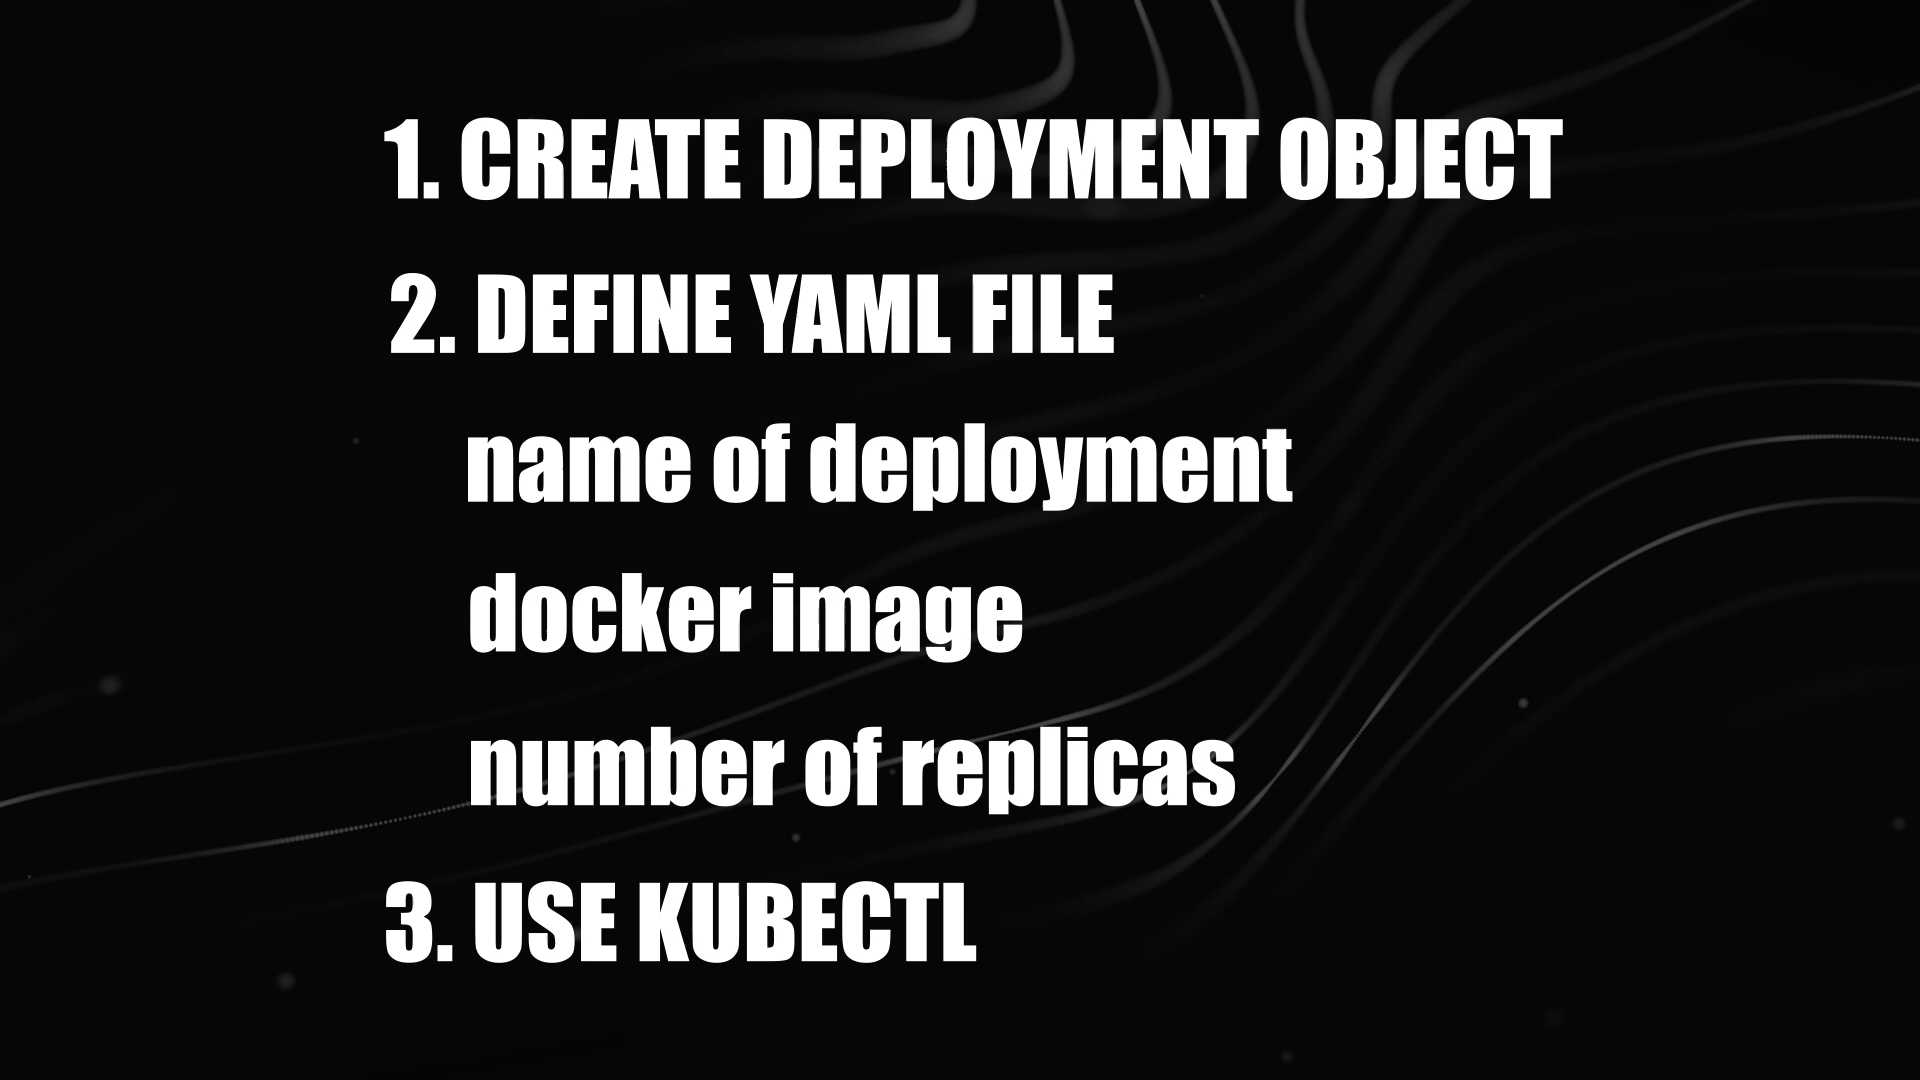 1. CREATE DEPLOYMENT OBJECT
2. DEFINE YAML FILE
name of deployment
docker image
number of replicas
3. USE KUBECTL